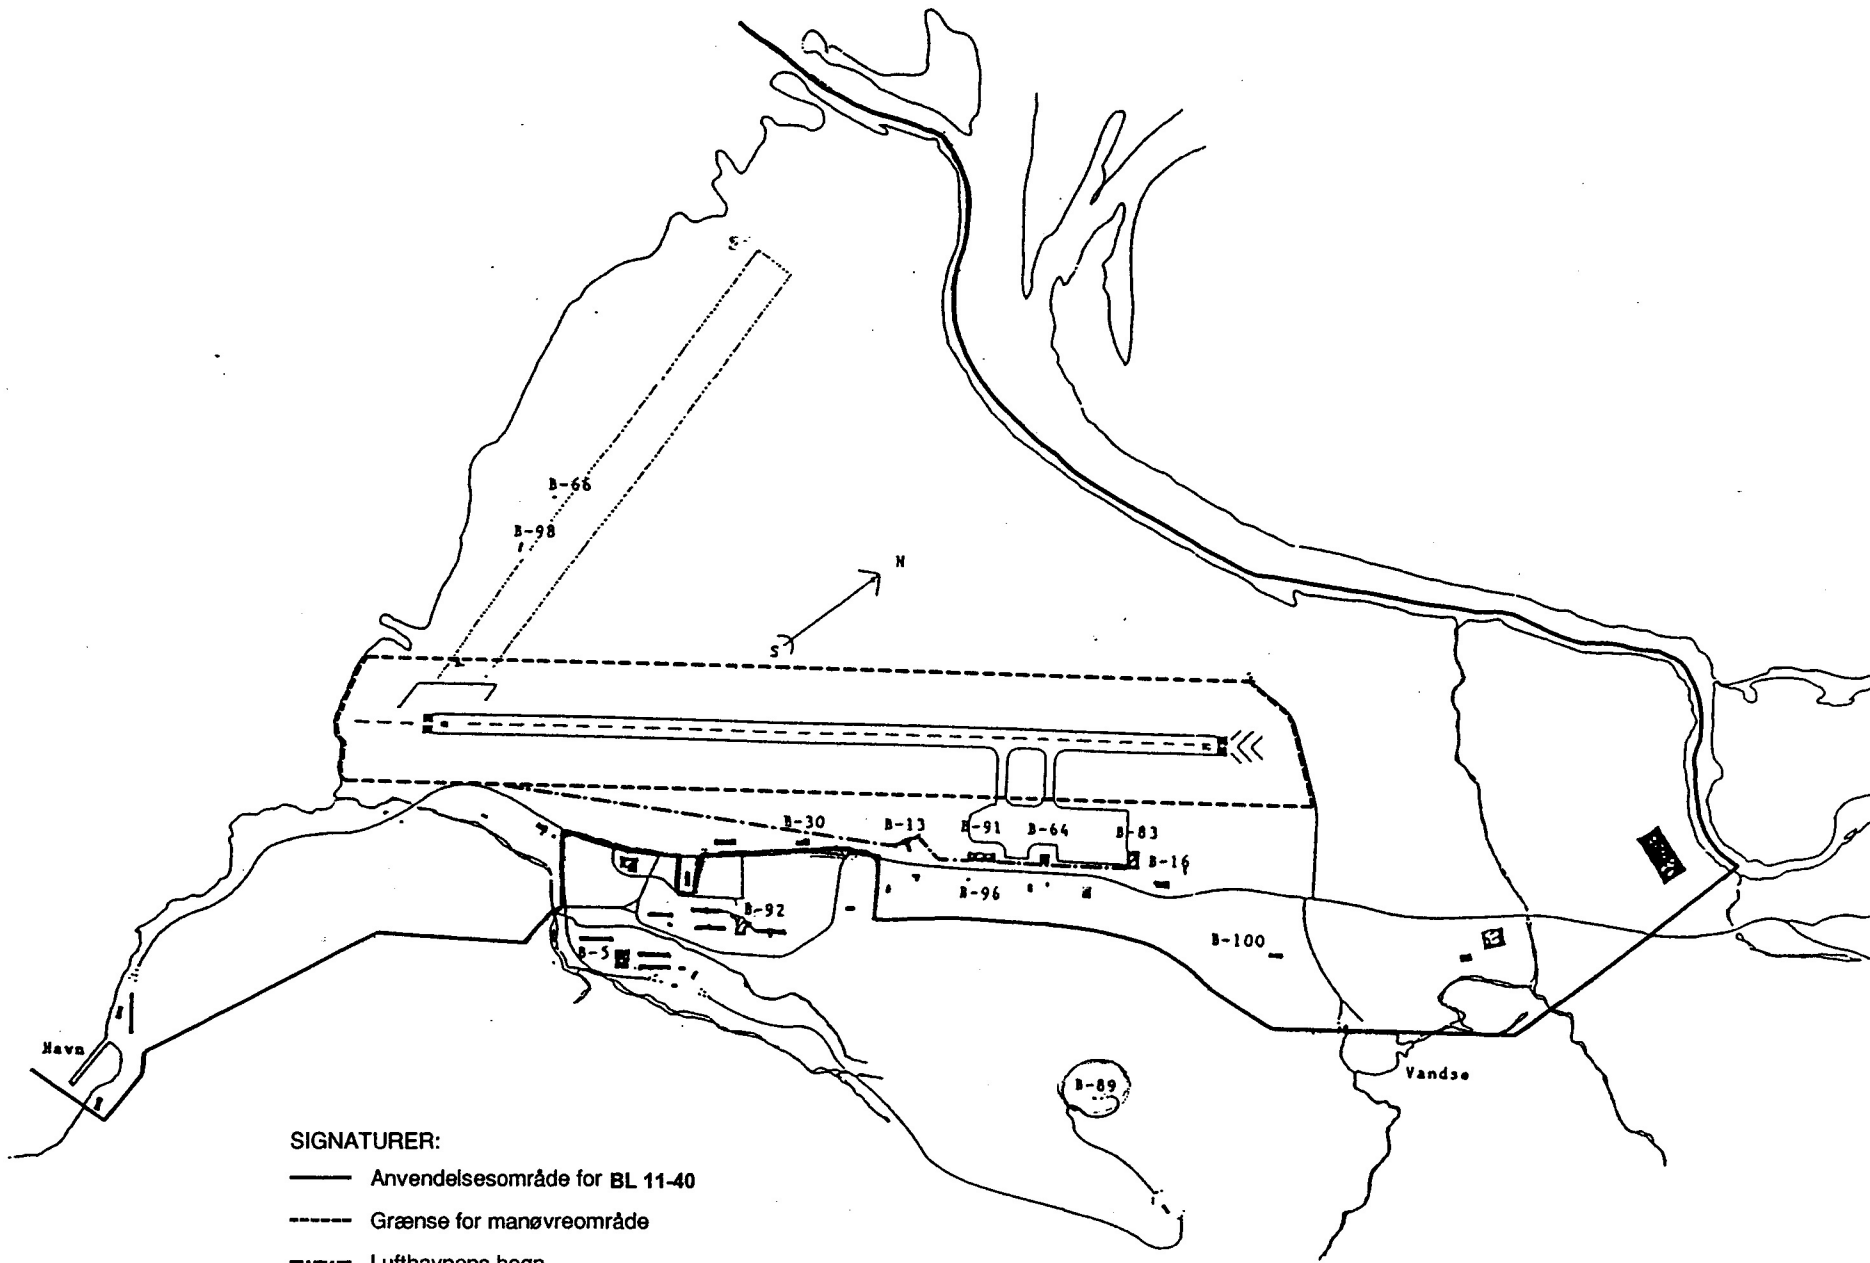 B-66
B-98
N
S
B-30
B-13
B-91
B-64
B-83
B-16
B-96
B-92
B-5
B-100
Havn
B-89
Vandsø
SIGNATURER:
Anvendelsesområde for BL 11-40
Grænse for manøvreområde
Lufthavnens hegn